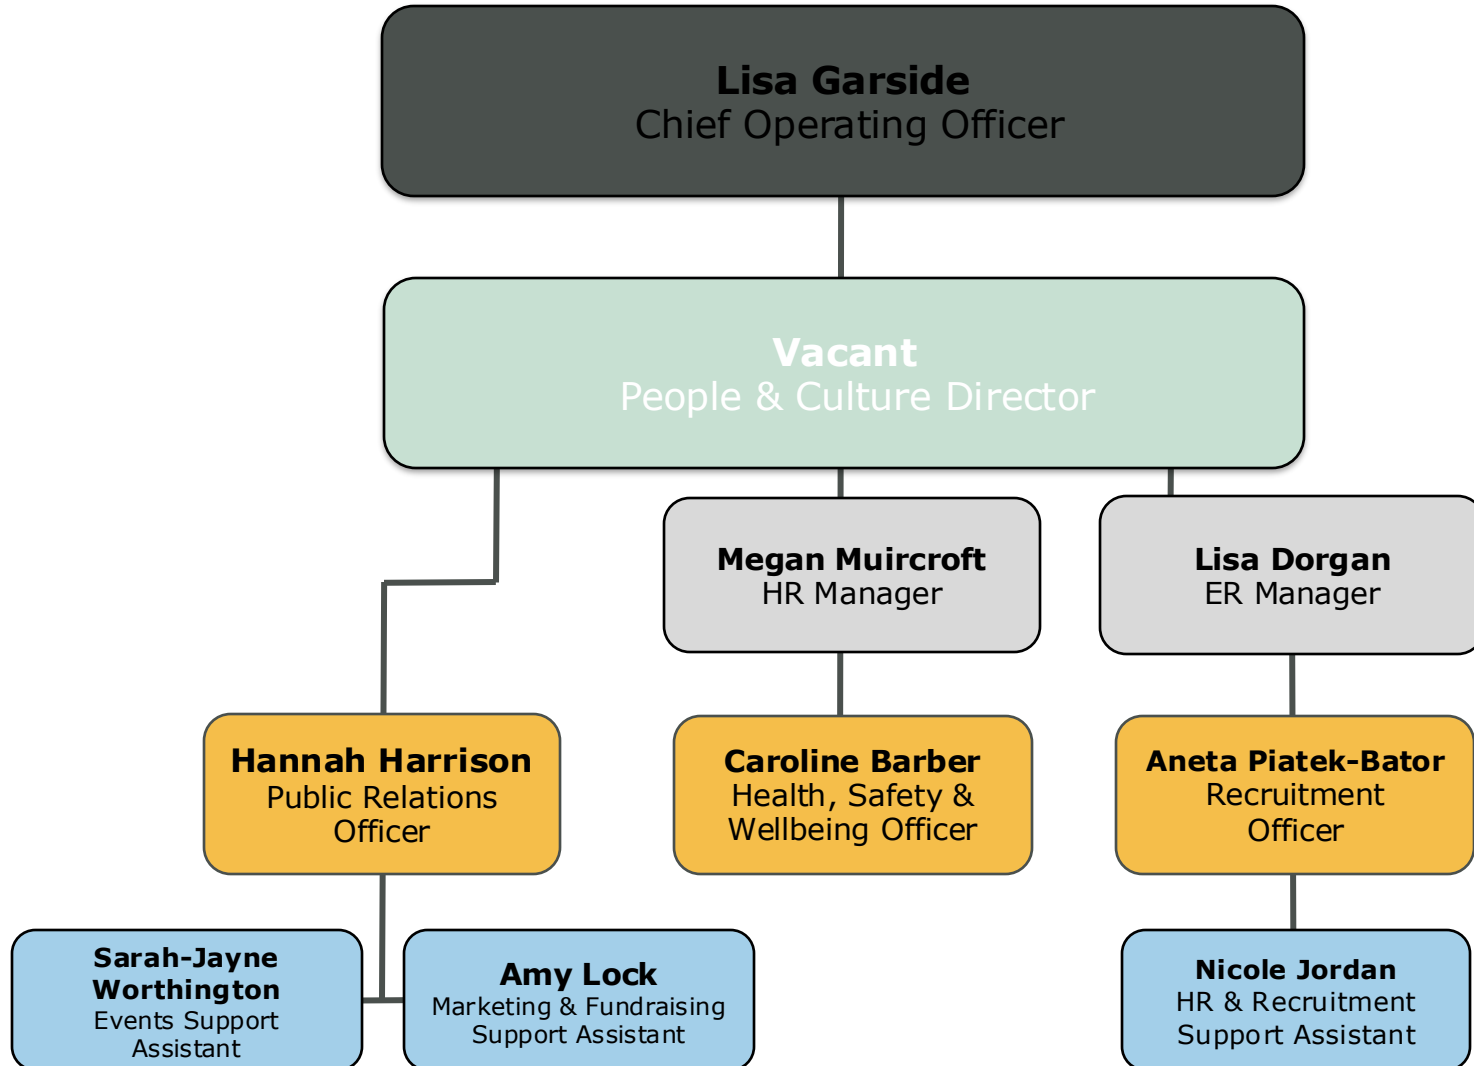 Lisa Garside
Chief Operating Officer
Vacant
People & Culture Director
Megan Muircroft
HR Manager
Lisa Dorgan
ER Manager
Hannah Harrison
Public Relations
Officer
Caroline Barber
Health, Safety &
Wellbeing Officer
Aneta Piatek-Bator
Recruitment
Officer
Sarah-Jayne
Worthington
Events Support
Assistant
Amy Lock
Marketing & Fundraising
Support Assistant
Nicole Jordan
HR & Recruitment
Support Assistant